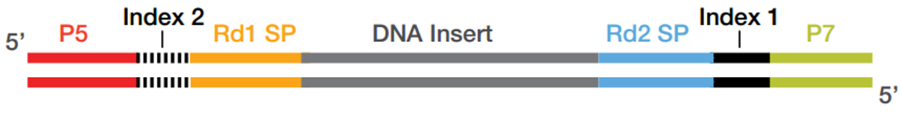 Index 2 Index 1
5’ P5 Rd1 SP DNA Insert Rd2 SP P7
5’